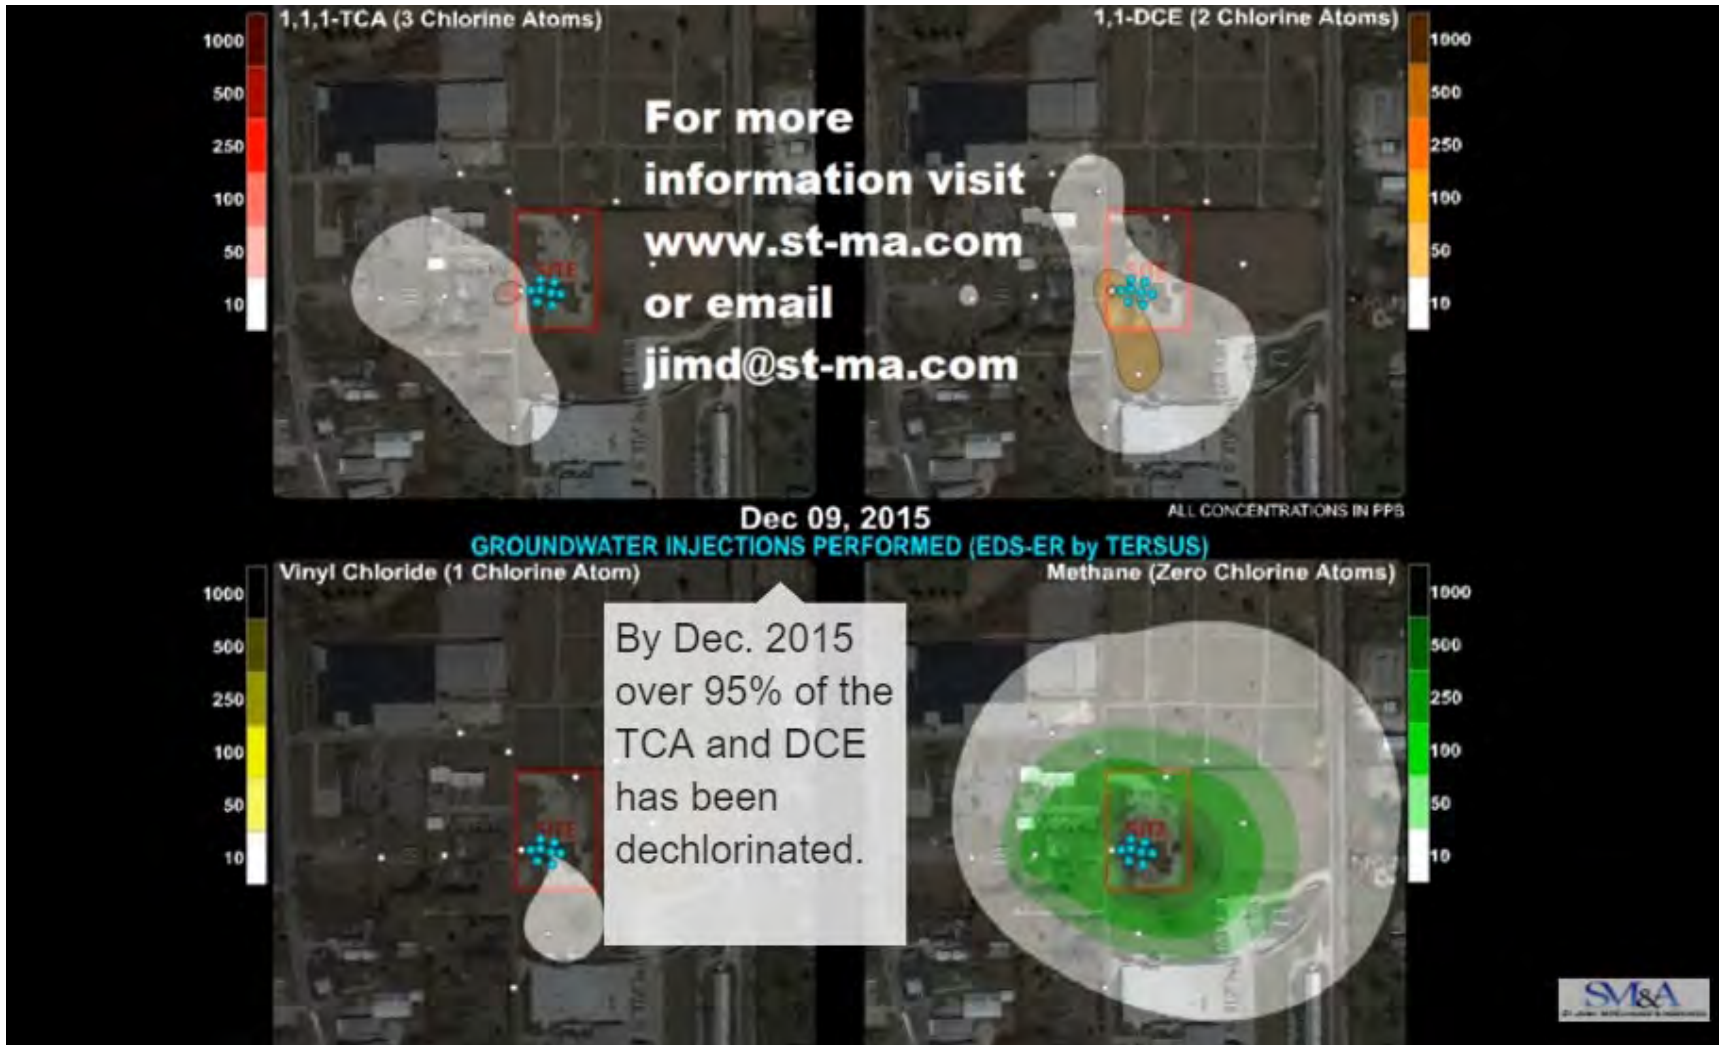 1,1,1-TCA (3 Chlorine Atoms)
1000
500
250
100
50
10
SITE
1,1-DCE (2 Chlorine Atoms)
1000
500
250
100
50
10
SITE
For more
information visit
www.st-ma.com
or email
jimd@st-ma.com
Dec 09, 2015
ALL CONCENTRATIONS IN PPB
GROUNDWATER INJECTIONS PERFORMED (EDS-ER by TERSUS)
Vinyl Chloride (1 Chlorine Atom)
1000
500
250
100
50
10
SITE
By Dec. 2015
over 95% of the
TCA and DCE
has been
dechlorinated.
Methane (Zero Chlorine Atoms)
1000
500
250
100
50
10
SITE
SM&A